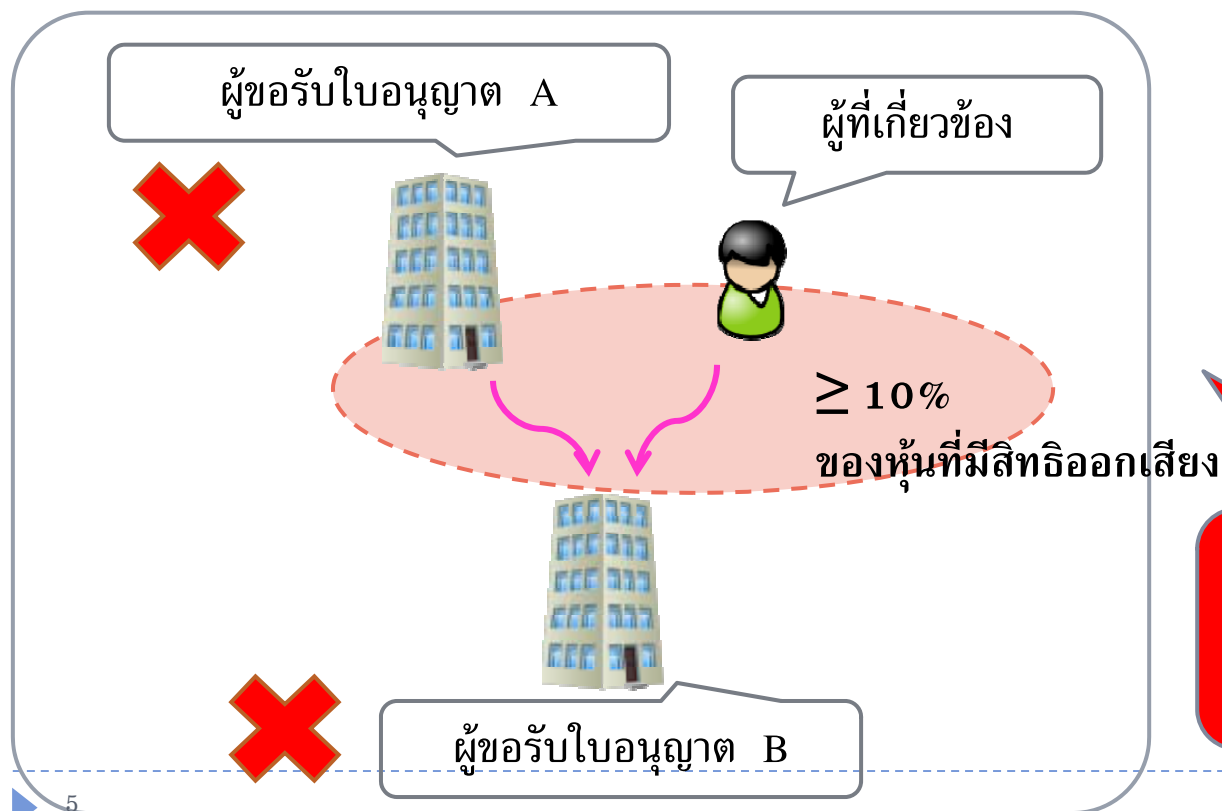 ผู้ขอรับใบอนุญาต A
ผู้ที่เกี่ยวข้อง
≥ 10%
ของหุ้นที่มีสิทธิออกเสียง
ผู้ขอรับใบอนุญาต B
5